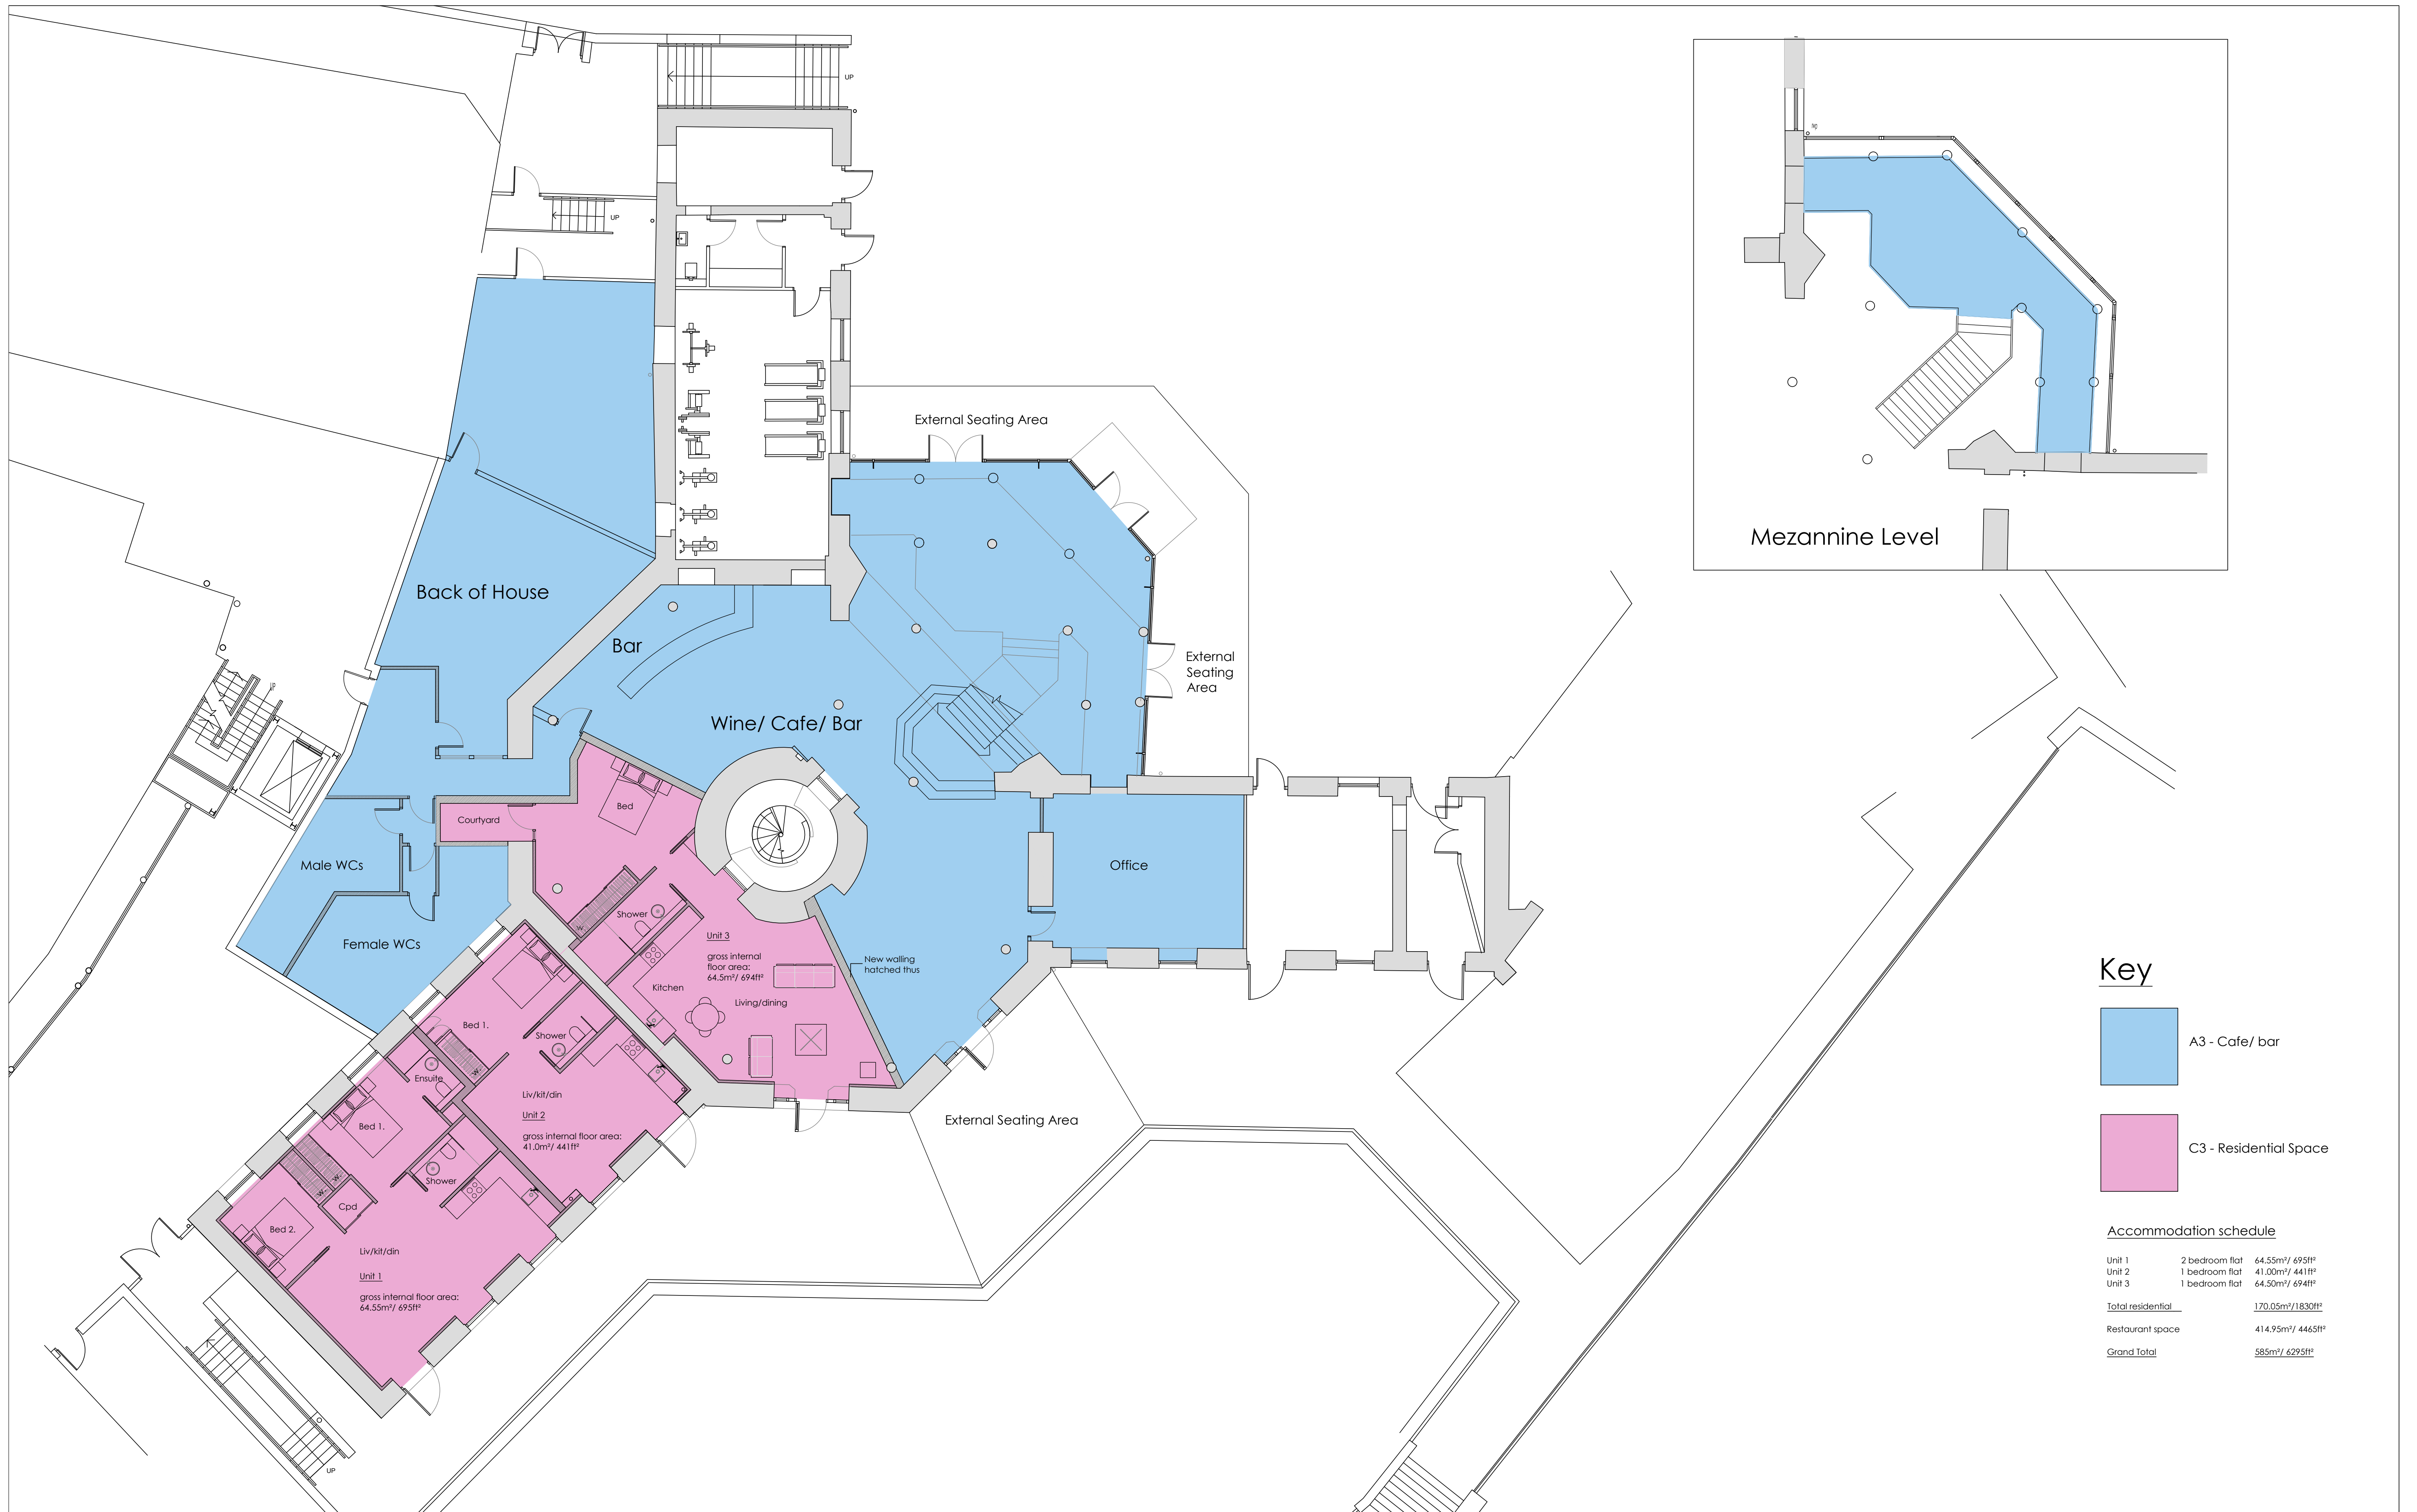 UP
UP
External Seating Area
Mezannine Level
Back of House
Bar
External
Seating
Area
UP
Wine/ Cafe/ Bar
Bed
Courtyard
Male WCs
Office
Shower
W.
Female WCs
Unit 3
gross internal
floor area:
64.5m²/ 694ft²
New walling
hatched thus
Kitchen
Living/dining
Bed 1.
Shower
W.
Ensuite
Liv/kit/din
Unit 2
gross internal floor area:
41.0m²/ 441ft²
Bed 1.
External Seating Area
Shower
W.
W.
Cpd
Bed 2.
Liv/kit/din
Unit 1
gross internal floor area:
64.55m²/ 695ft²
UP
Key
A3 - Cafe/ bar
C3 - Residential Space
Accommodation schedule
Unit 1 2 bedroom flat 64.55m²/ 695ft²
Unit 2 1 bedroom flat 41.00m²/ 441ft²
Unit 3 1 bedroom flat 64.50m²/ 694ft²
Total residential 170.05m²/1830ft²
Restaurant space 414.95m²/ 4465ft²
Grand Total 585m²/ 6295ft²